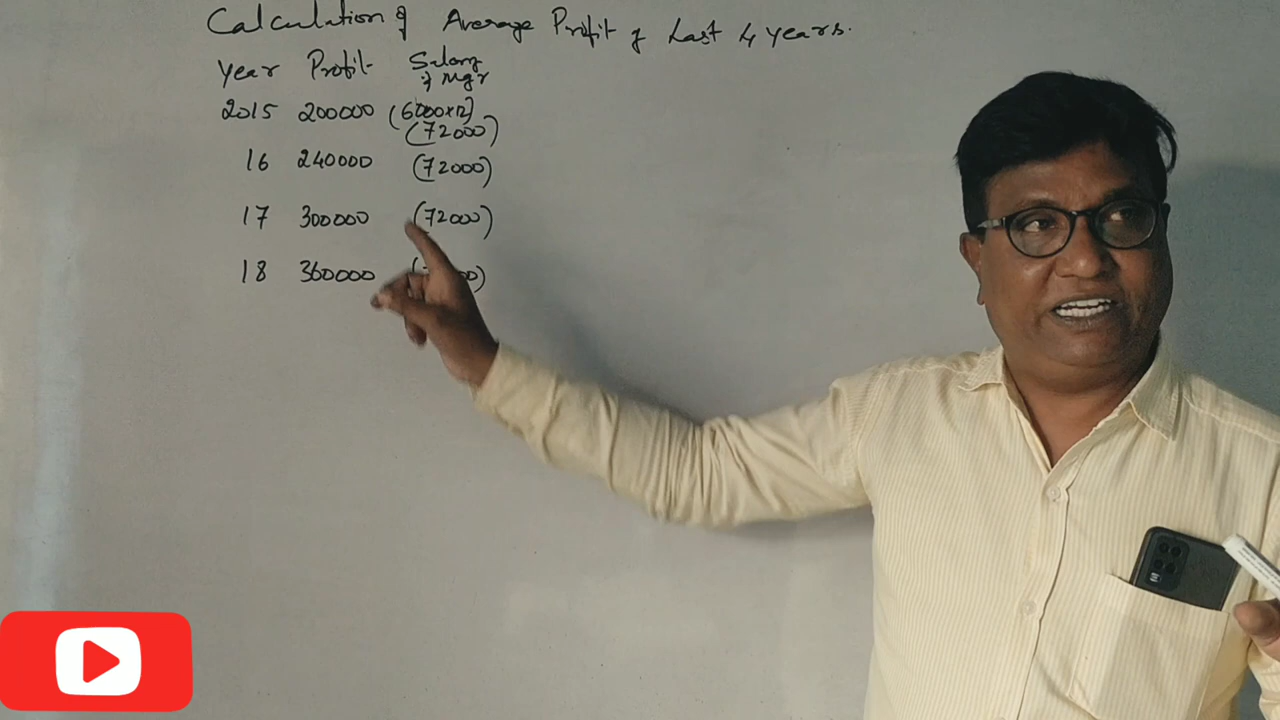 Calculation of Average Profit of Last 4 years.
Year Profit Salary
of Mgr
2015 200000 (6000x12)
(72000)
16 240000 (72000)
17 300000 (72000)
18 360000